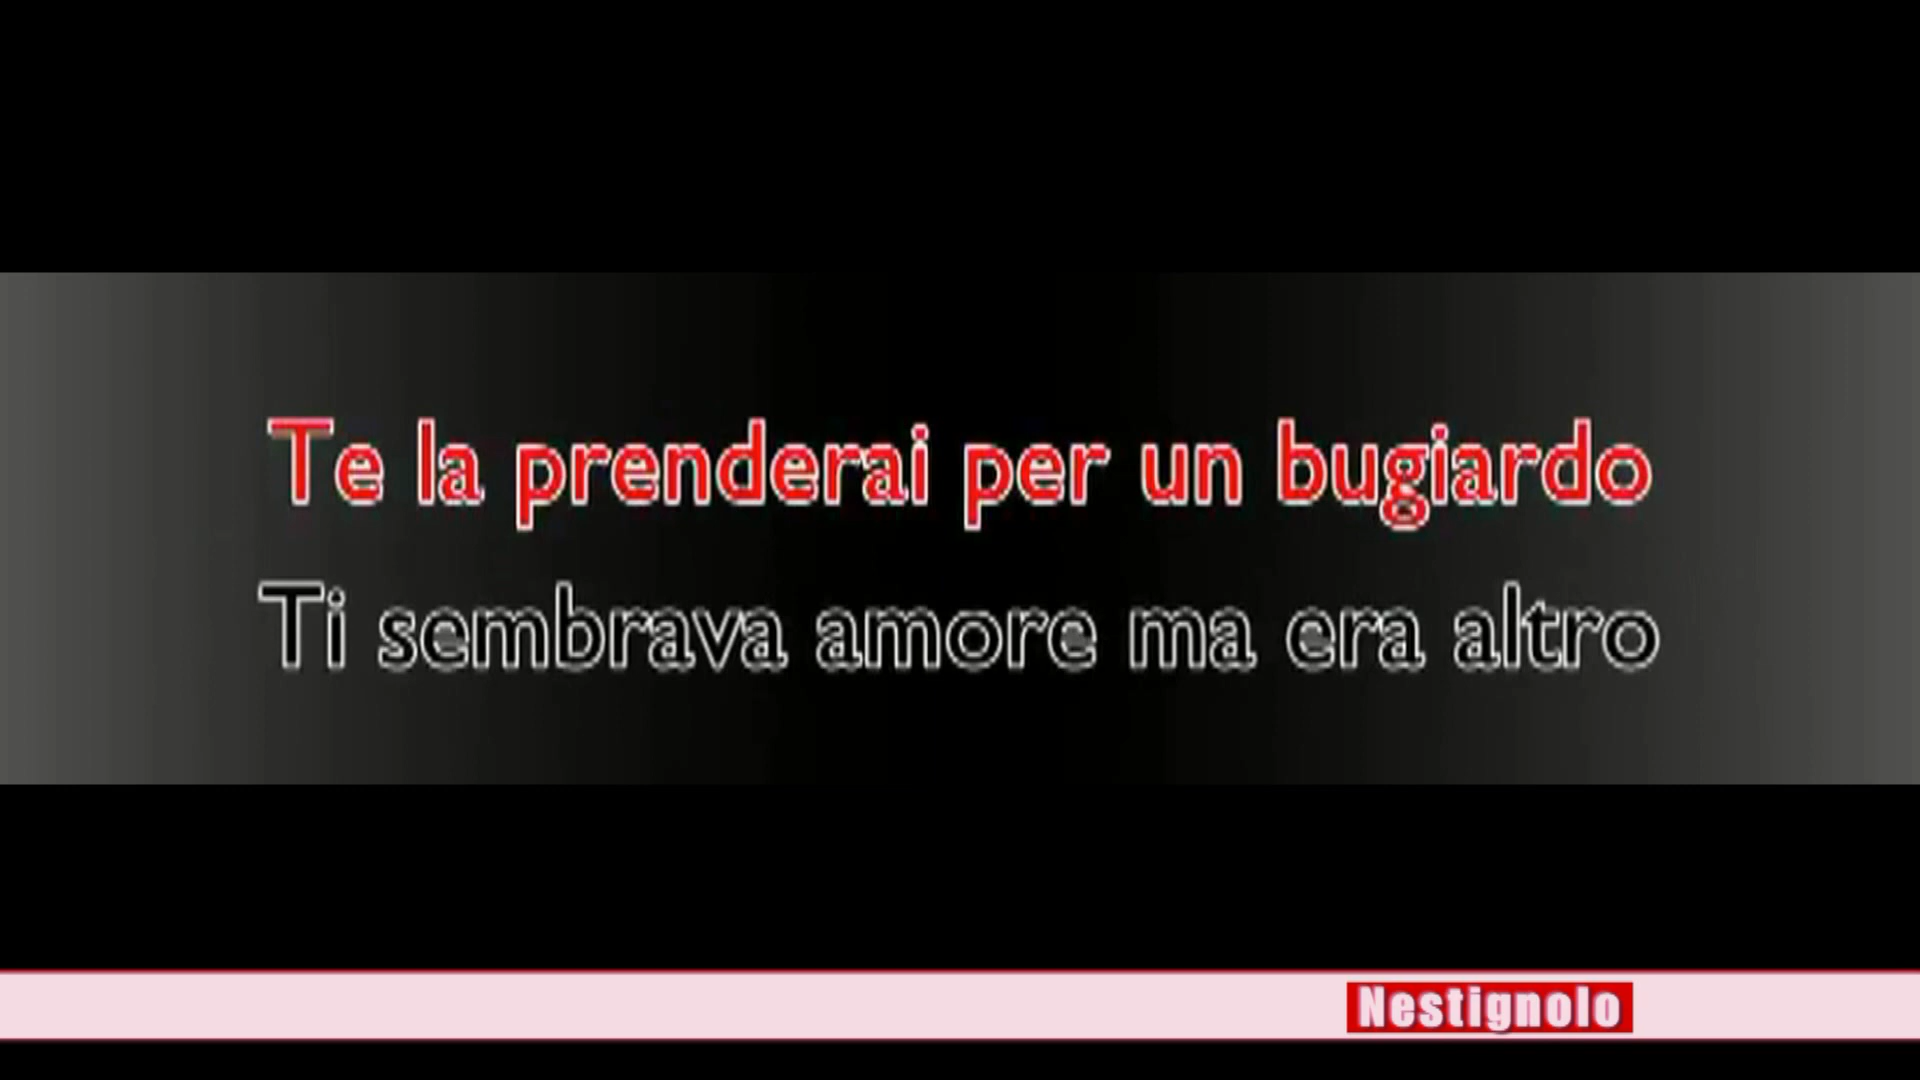 Te la prenderai per un bugiardo
Ti sembrava amore ma era altro
Nestignolo